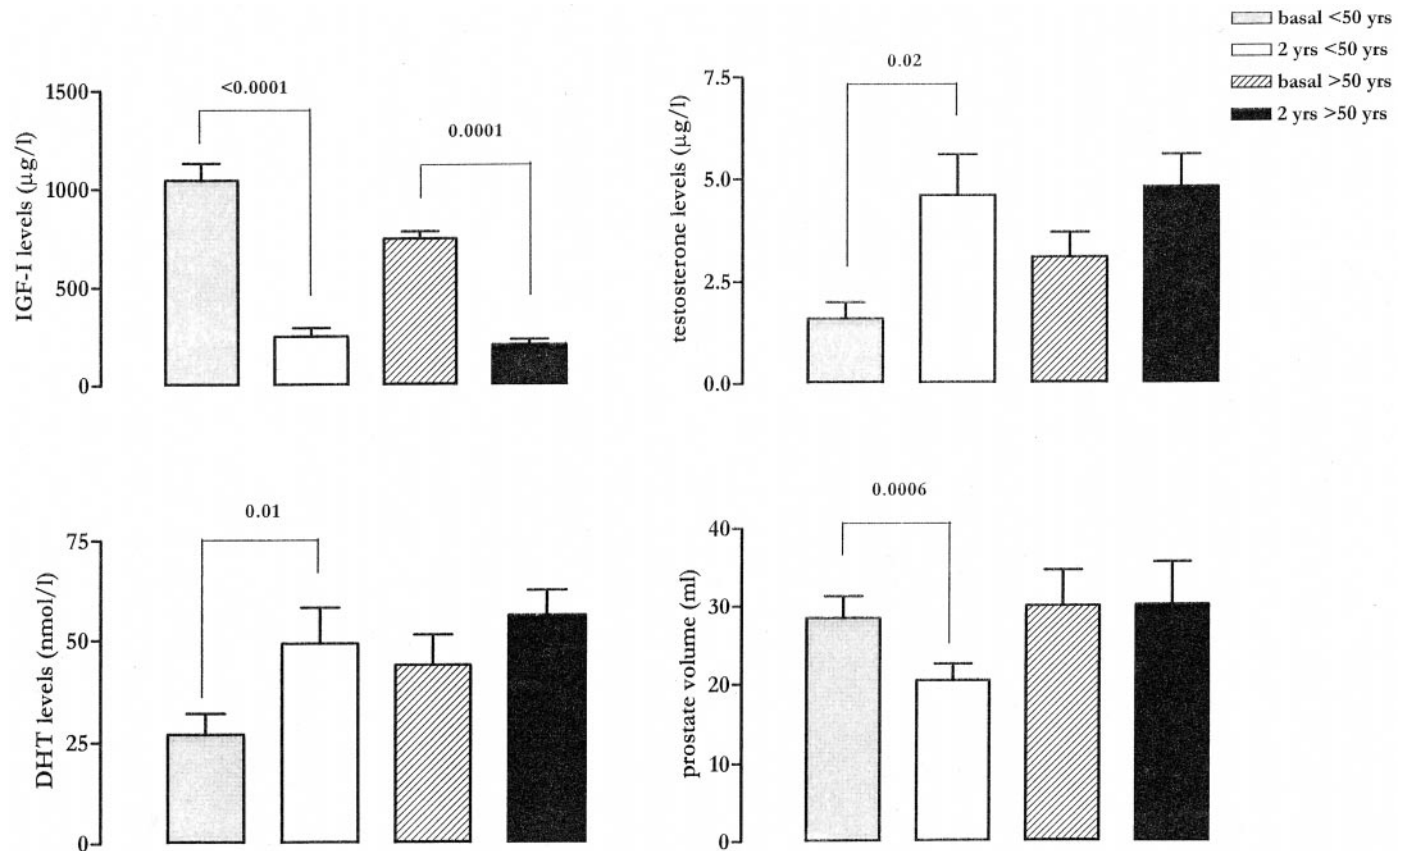 basal <50 yrs
2 yrs <50 yrs
basal >50 yrs
2 yrs >50 yrs
IGF-I levels (μg/l)
1500
1000
500
0
<0.0001
0.0001
testosterone levels (μg/l)
7.5
5.0
2.5
0.0
0.02
DHT levels (nmol/l)
75
50
25
0
0.01
prostate volume (ml)
40
30
20
10
0
0.0006